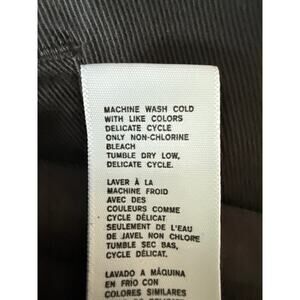 MACHINE WASH COLD
WITH LIKE COLORS
DELICATE CYCLE
ONLY NON-CHLORINE
BLEACH
TUMBLE DRY LOW,
DELICATE CYCLE.
LAVER À LA
MACHINE FROID
AVEC DES
COULEURS COMME
CYCLE DÉLICAT
SEULEMENT DE L'EAU
DE JAVEL NON CHLORE
TUMBLE SEC BAS,
CYCLE DÉLICAT.
LAVADO A MÁQUINA
EN FRIO CON
COLORES SIMILARES